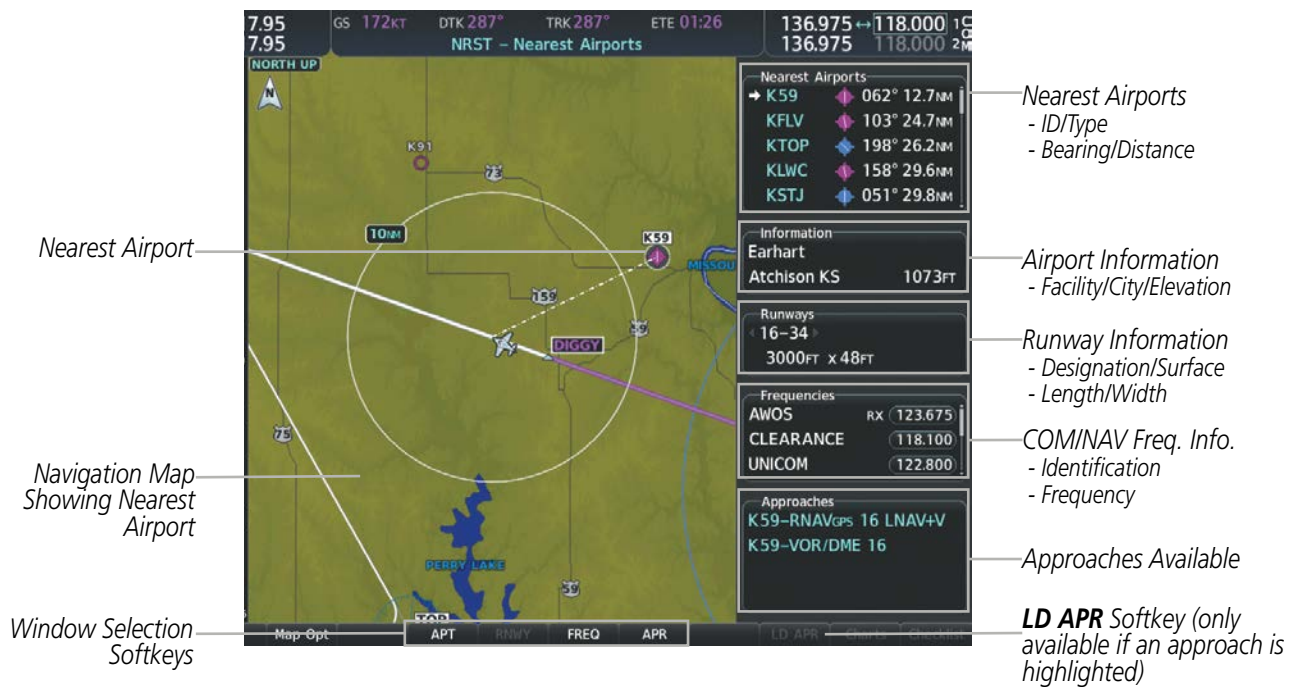 7.95
7.95
GS 172KT DTK 287° TRK 287° ETE 01:26
NRST – Nearest Airports
136.975 ↔ 118.000 1
136.975 118.000 2
NORTH UP
N
K91
73
10NM
K59
MISSOU
159
59
DIGGY
75
PERRY LAKE
59
TOP
Nearest Airports
K59 062° 12.7NM
KFLV 103° 24.7NM
KTOP 198° 26.2NM
KLWC 158° 29.6NM
KSTJ 051° 29.8NM
Information
Earhart
Atchison KS 1073FT
Runways
16–34
3000FT x 48FT
Frequencies
AWOS RX 123.675
CLEARANCE 118.100
UNICOM 122.800
Approaches
K59–RNAVGPS 16 LNAV+V
K59–VOR/DME 16
Map Opt APT RNWY FREQ APR LD APR Charts Checklist
Nearest Airport
Navigation Map
Showing Nearest
Airport
Window Selection
Softkeys
Nearest Airports
- ID/Type
- Bearing/Distance
Airport Information
- Facility/City/Elevation
Runway Information
- Designation/Surface
- Length/Width
COM/NAV Freq. Info.
- Identification
- Frequency
Approaches Available
LD APR Softkey (only
available if an approach is
highlighted)